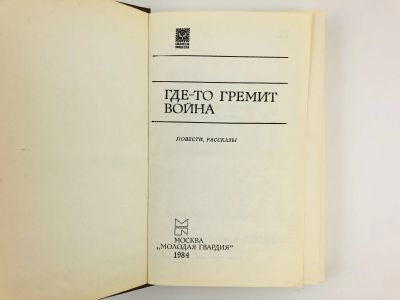 ГДЕ-ТО ГРЕМИТ
ВОЙНА
ПОВЕСТИ, РАССКАЗЫ
МОСКВА
„МОЛОДАЯ ГВАРДИЯ"
1984